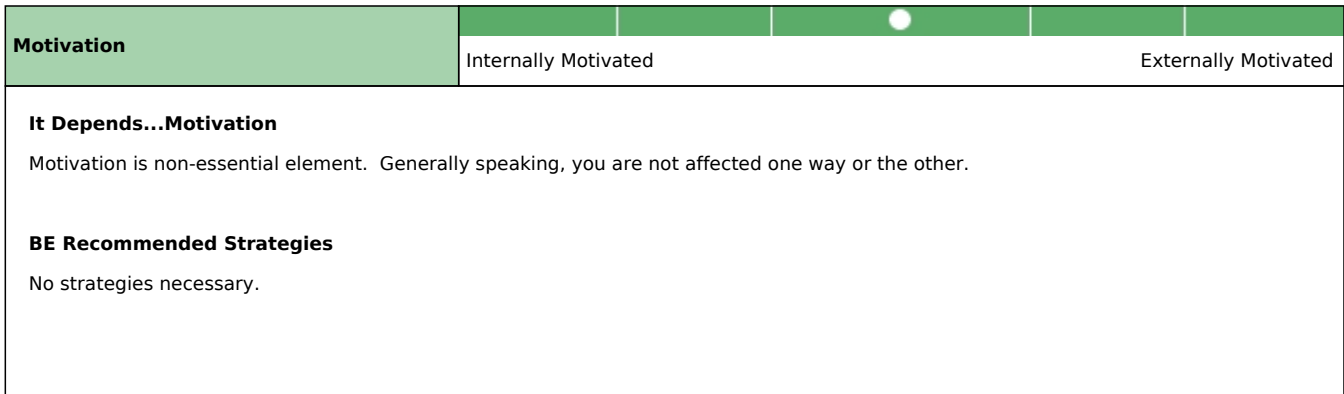 Motivation
Internally Motivated Externally Motivated
It Depends...Motivation
Motivation is non-essential element.  Generally speaking, you are not affected one way or the other.
BE Recommended Strategies
No strategies necessary.